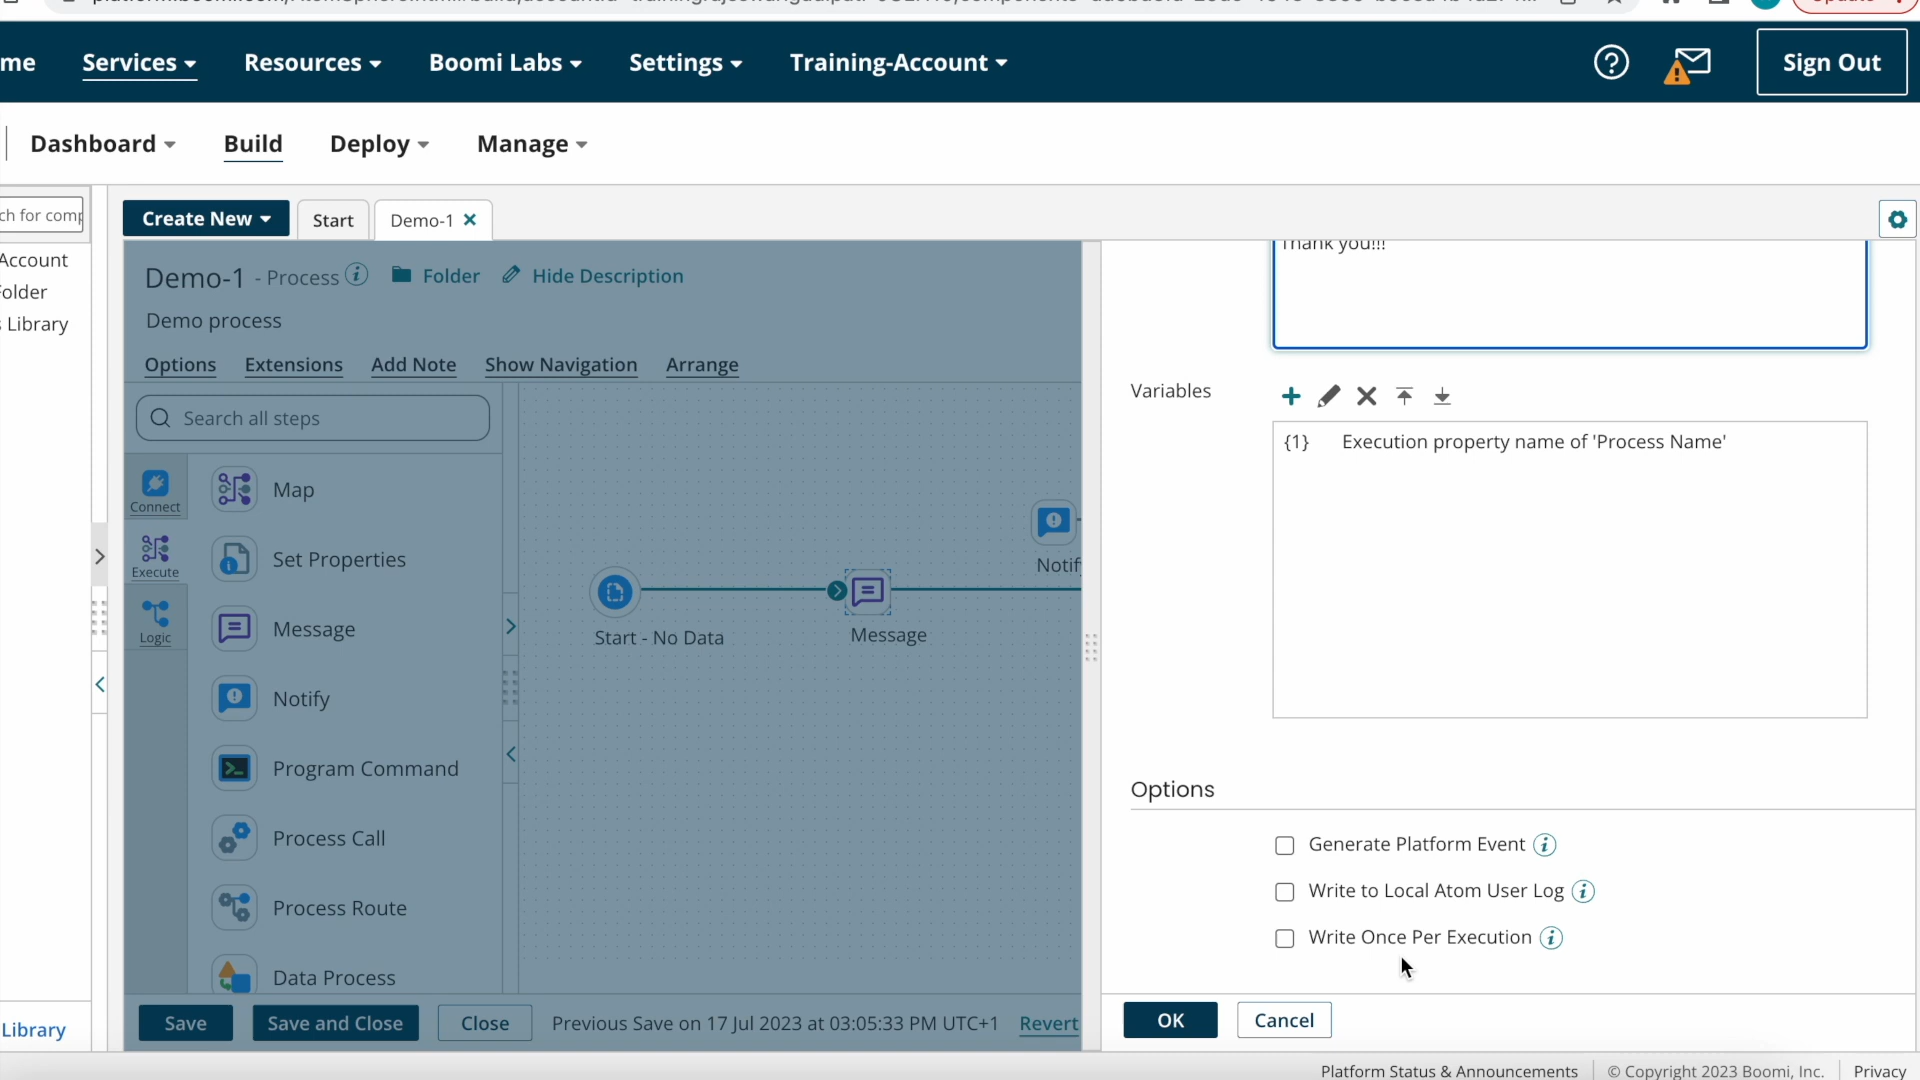 me Services Resources Boomi Labs Settings Training-Account Sign Out
Dashboard Build Deploy Manage
Create New Start Demo-1
Account
Folder
Library
Library
Demo-1 - Process Folder Hide Description
Demo process
Options Extensions Add Note Show Navigation Arrange
Search all steps
Connect
Execute
Logic
Map
Set Properties
Message
Notify
Program Command
Process Call
Process Route
Data Process
Start - No Data
Message
Notify
Save Save and Close Close Previous Save on 17 Jul 2023 at 03:05:33 PM UTC+1 Revert
Thank you!!!
Variables
{1} Execution property name of 'Process Name'
Options
Generate Platform Event
Write to Local Atom User Log
Write Once Per Execution
OK Cancel
Platform Status & Announcements © Copyright 2023 Boomi, Inc. Privacy